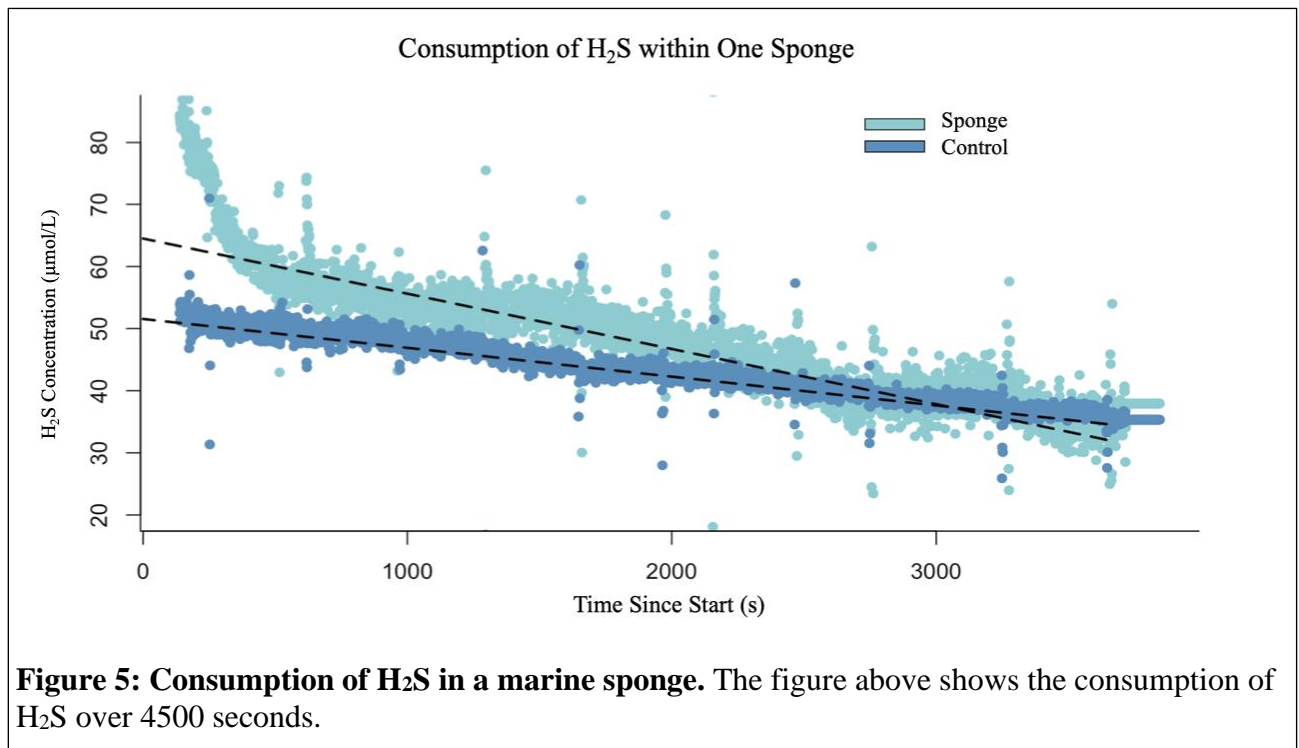 Consumption of H₂S within One Sponge
Sponge
Control
H₂S Concentration (μmol/L)
80
70
60
50
40
30
20
0 1000 2000 3000
Time Since Start (s)
Figure 5: Consumption of H₂S in a marine sponge. The figure above shows the consumption of
H₂S over 4500 seconds.